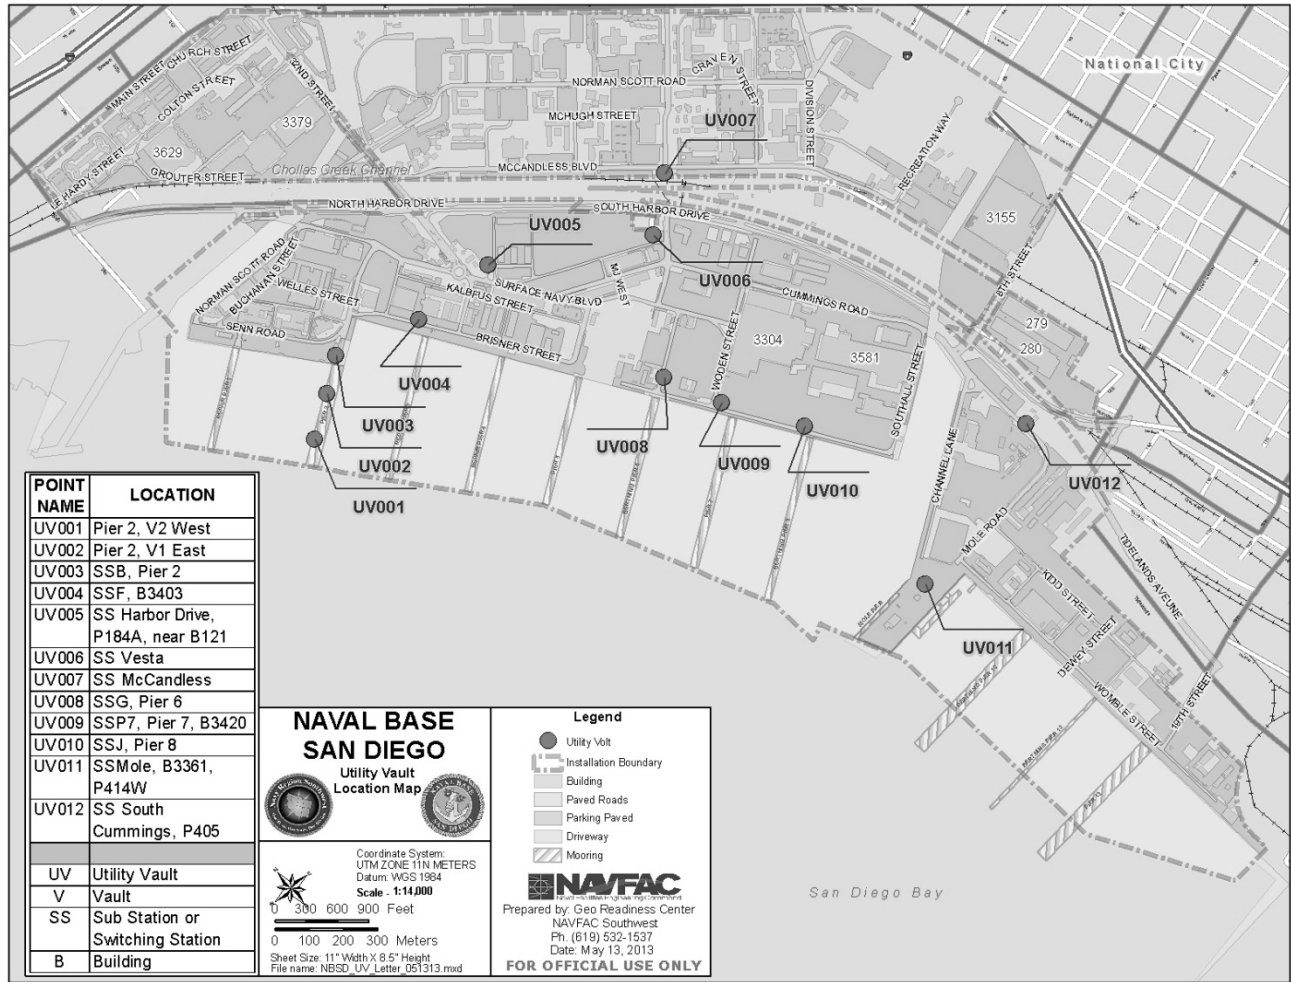 National City
CHURCH STREET
MAIN STREET
COLTON STREET
32ND STREET
3379
3629
LE HARDY STREET
GROUTER STREET
Chollas Creek Channel
NORMAN SCOTT ROAD
CRAVEN STREET
MCHUGH STREET
DIVISION STREET
UV007
MCCANDLESS BLVD
RECREATION WAY
NORTH HARBOR DRIVE
SOUTH HARBOR DRIVE
3155
8TH STREET
UV005
UV006
NORMAN SCOTT ROAD
BUCHANAN STREET
WELLES STREET
SENN ROAD
KALBFUS STREET
SURFACE NAVY BLVD
MJ WEST
BRISNER STREET
CUMMINGS ROAD
WODEN STREET
3304
3581
SOUTHALL STREET
279
280
UV004
UV003
UV002
UV001
UV008
UV009
UV010
UV012
CHANNEL LANE
MOLE ROAD
KIDD STREET
TIDELANDS AVEUNE
DEWEY STREET
WOMBLE STREET
19TH STREET
UV011
San Diego Bay
POINT NAME LOCATION
UV001 Pier 2, V2 West
UV002 Pier 2, V1 East
UV003 SSB, Pier 2
UV004 SSF, B3403
UV005 SS Harbor Drive,
P184A, near B121
UV006 SS Vesta
UV007 SS McCandless
UV008 SSG, Pier 6
UV009 SSP7, Pier 7, B3420
UV010 SSJ, Pier 8
UV011 SSMole, B3361,
P414W
UV012 SS South
Cummings, P405
UV Utility Vault
V Vault
SS Sub Station or
Switching Station
B Building
NAVAL BASE
SAN DIEGO
Utility Vault
Location Map
Coordinate System:
UTM ZONE 11N METERS
Datum: WGS 1984
Scale - 1:14,000
0 300 600 900 Feet
0 100 200 300 Meters
Sheet Size: 11" Width X 8.5" Height
File name: NBSD_UV_Letter_051313.mxd
Legend
Utility Volt
Installation Boundary
Building
Paved Roads
Parking Paved
Driveway
Mooring
NAVFAC
Naval Facilities Engineering Command
Prepared by: Geo Readiness Center
NAVFAC Southwest
Ph. (619) 532-1537
Date: May 13, 2013
FOR OFFICIAL USE ONLY